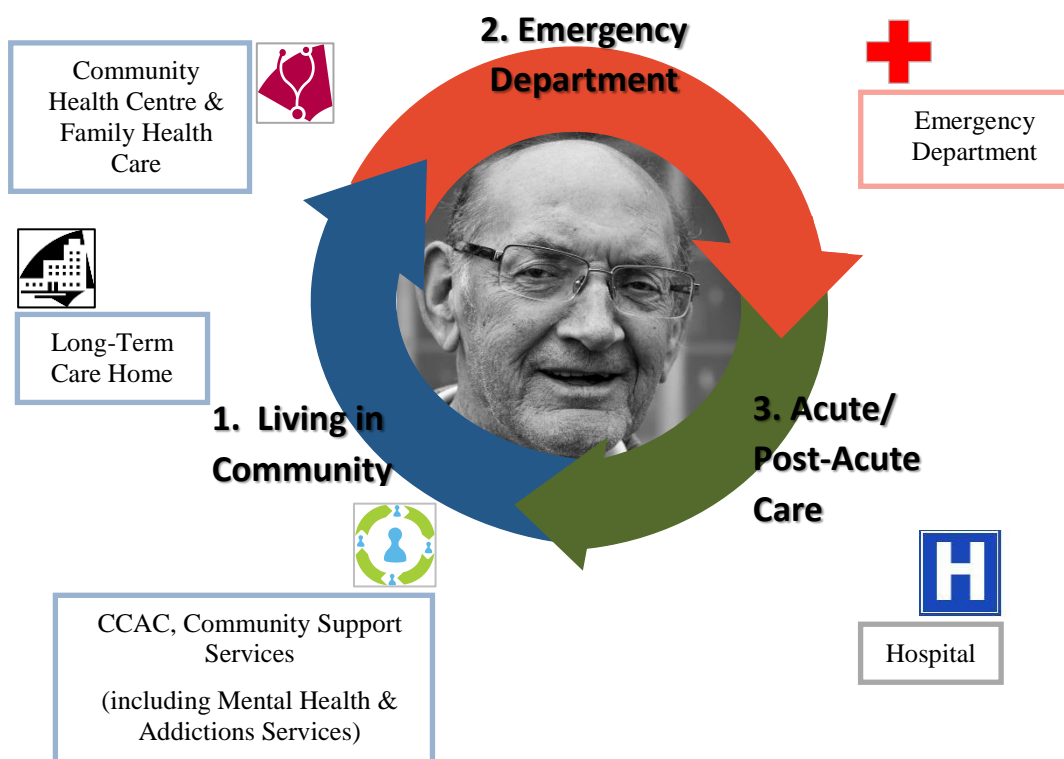 2. Emergency
Department
Community
Health Centre &
Family Health
Care
Emergency
Department
Long-Term
Care Home
1. Living in
Community
3. Acute/
Post-Acute
Care
CCAC, Community Support
Services
(including Mental Health &
Addictions Services)
H
Hospital